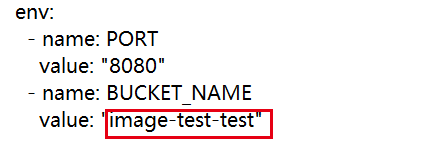 env:
- name: PORT
value: "8080"
- name: BUCKET_NAME
value: "image-test-test"